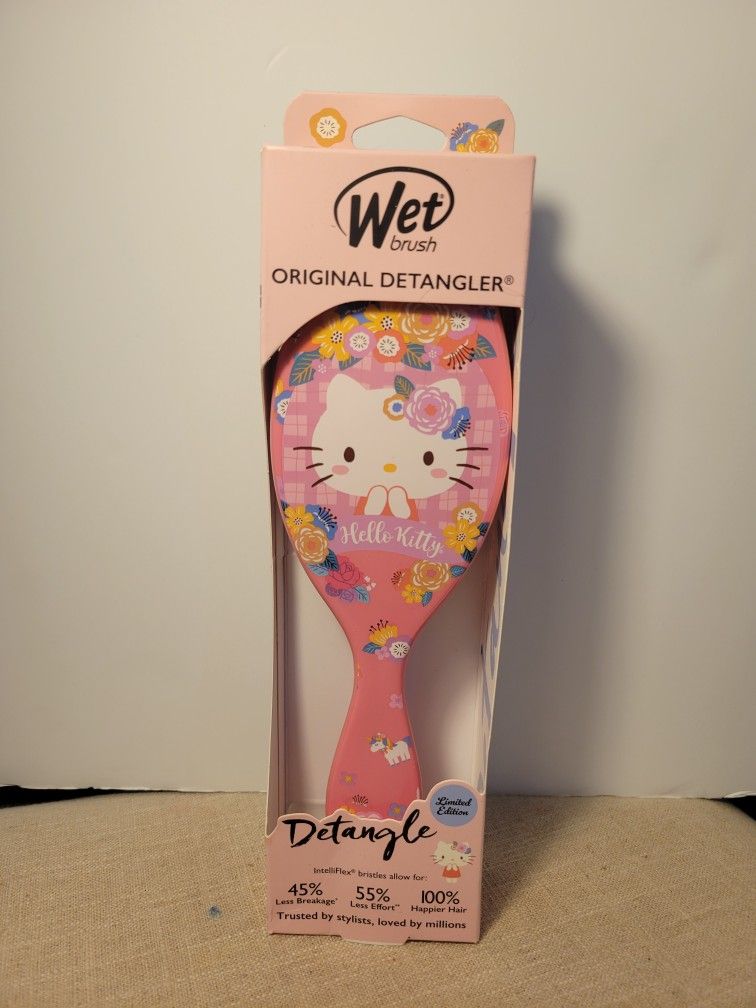 Wet®
brush
ORIGINAL DETANGLER®
Hello Kitty
Limited
Edition
Detangle
IntelliFlex® bristles allow for:
45%
Less Breakage*
55%
Less Effort**
100%
Happier Hair
Trusted by stylists, loved by millions